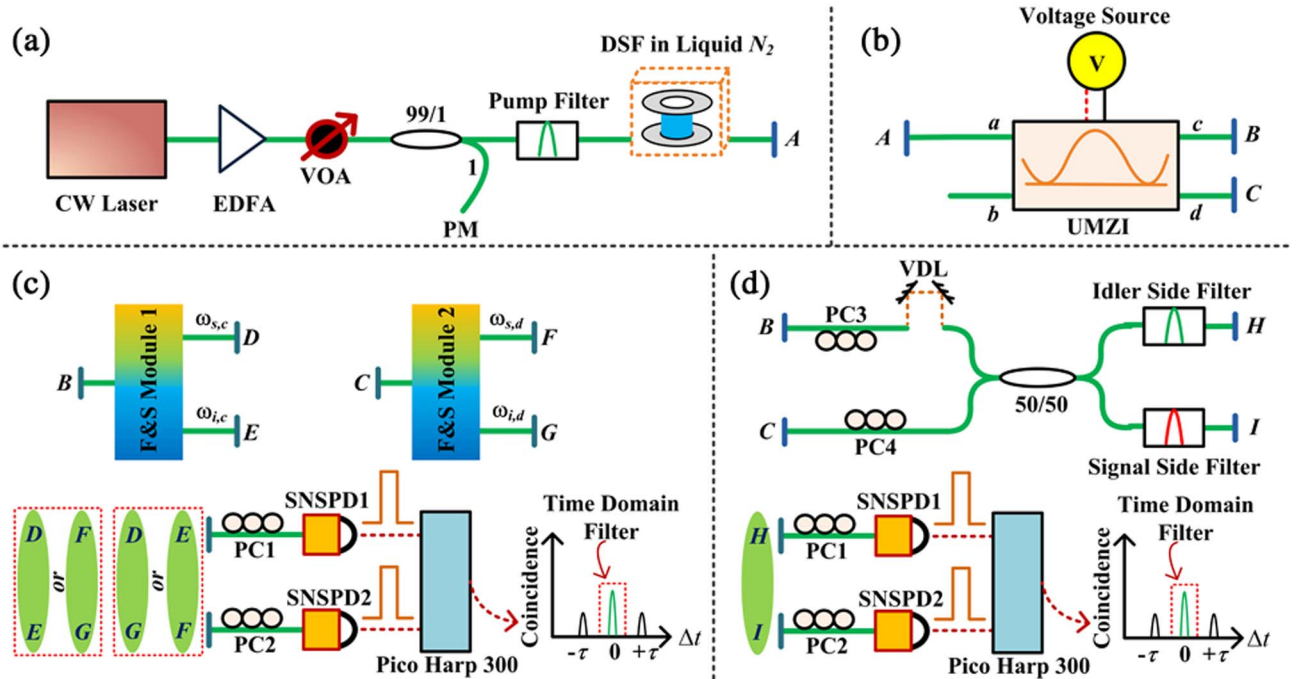 (a)
DSF in Liquid N2
Pump Filter
99/1
A
VOA
1
CW Laser
EDFA
PM
(b)
Voltage Source
V
a
c
B
A
b
d
C
UMZI
(c)
F&S Module 1
ωs,c
D
B
ωi,c
E
F&S Module 2
ωs,d
F
C
ωi,d
G
D
or
F
E
G
D
or
E
G
F
SNSPD1
PC1
SNSPD2
PC2
Pico Harp 300
Time Domain
Filter
Coincidence
-τ
0
+τ
Δt
(d)
VDL
Idler Side Filter
B
PC3
H
50/50
C
PC4
I
Signal Side Filter
H
I
SNSPD1
PC1
SNSPD2
PC2
Pico Harp 300
Time Domain
Filter
Coincidence
-τ
0
+τ
Δt